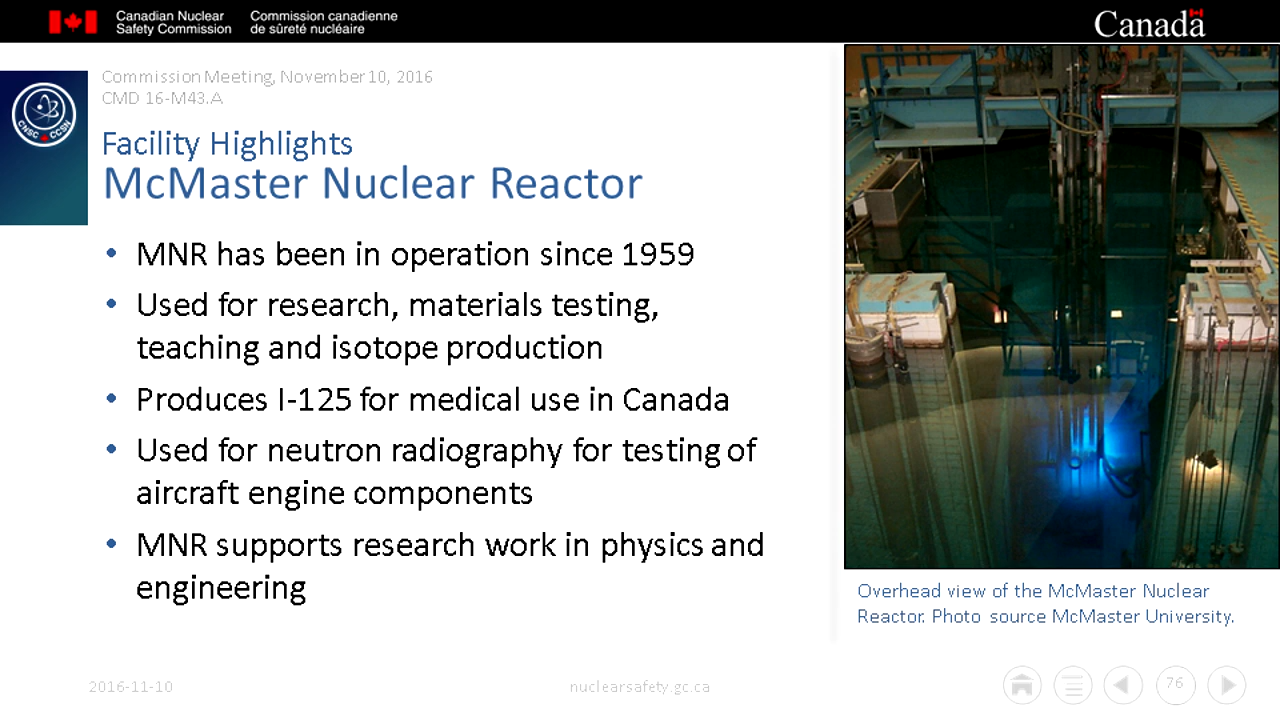 Canadian Nuclear
Safety Commission
Commission canadienne
de sûreté nucléaire
Canada
Commission Meeting, November 10, 2016
CMD 16-M43.A
CNSC CCSN
Facility Highlights
McMaster Nuclear Reactor
• MNR has been in operation since 1959
• Used for research, materials testing,
teaching and isotope production
• Produces I-125 for medical use in Canada
• Used for neutron radiography for testing of
aircraft engine components
• MNR supports research work in physics and
engineering
Overhead view of the McMaster Nuclear
Reactor. Photo source McMaster University.
2016-11-10
nuclearsafety.gc.ca
76